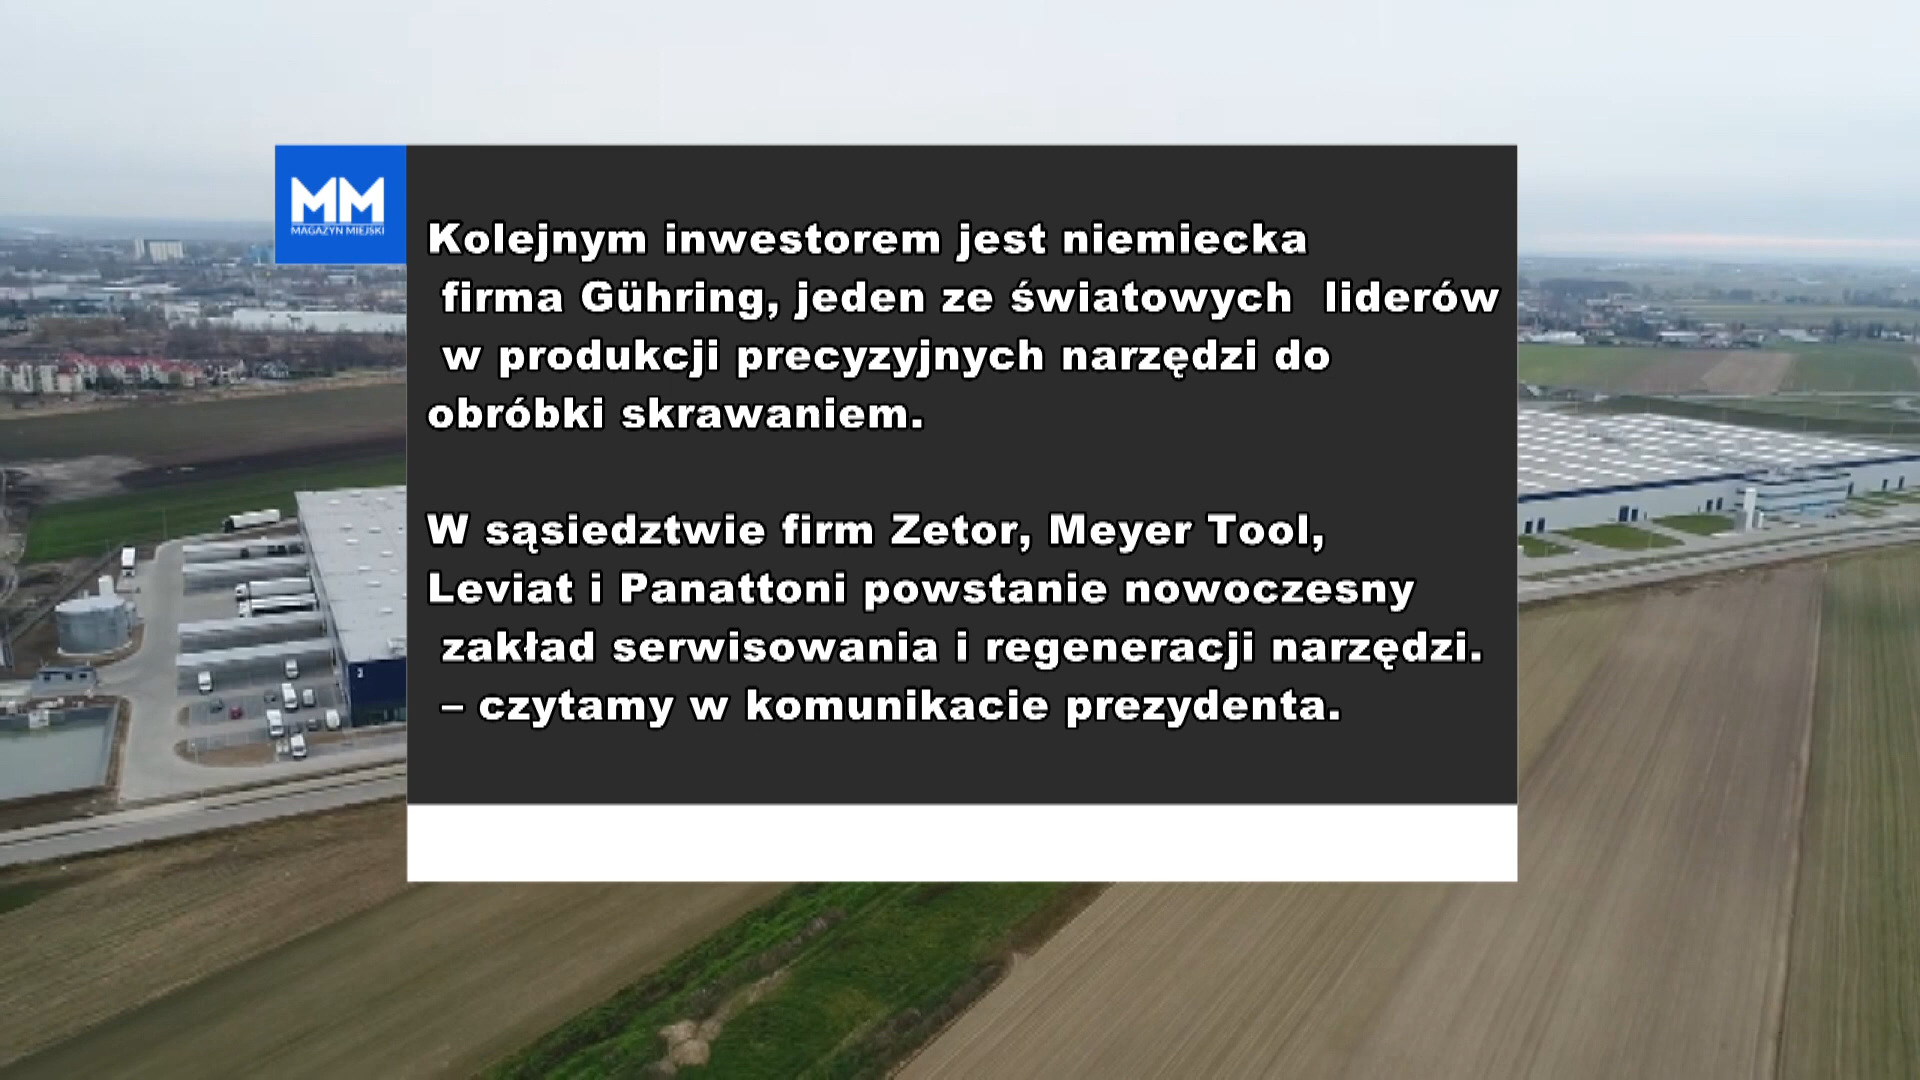 MM
MAGAZYN MIEJSKI
Kolejnym inwestorem jest niemiecka
firma Gühring, jeden ze światowych liderów
w produkcji precyzyjnych narzędzi do
obróbki skrawaniem.
W sąsiedztwie firm Zetor, Meyer Tool,
Leviat i Panattoni powstanie nowoczesny
zakład serwisowania i regeneracji narzędzi.
– czytamy w komunikacie prezydenta.